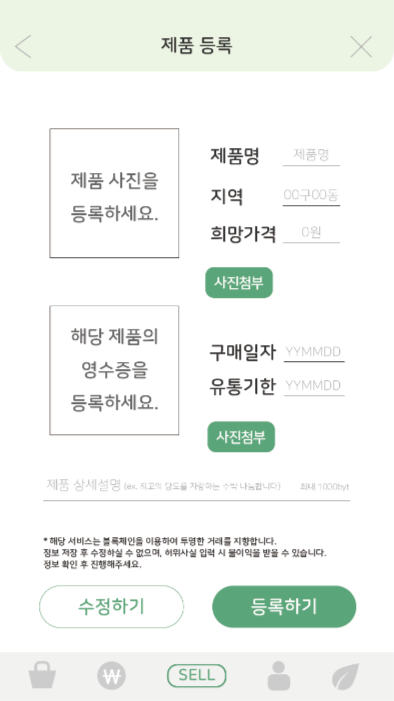 제품 등록
제품 사진을
등록하세요.
제품명 제품명
지역 00구00동
희망가격 0원
사진첨부
해당 제품의
영수증을
등록하세요.
구매일자 YYMMDD
유통기한 YYMMDD
사진첨부
제품 상세설명 (ex. 최고의 당도를 자랑하는 수박 나눔합니다) 최대 1000byt
* 해당 서비스는 블록체인을 이용하여 투명한 거래를 지향합니다.
정보 저장 후 수정하실 수 없으며, 허위사실 입력 시 불이익을 받을 수 있습니다.
정보 확인 후 진행해주세요.
수정하기 등록하기
₩ SELL